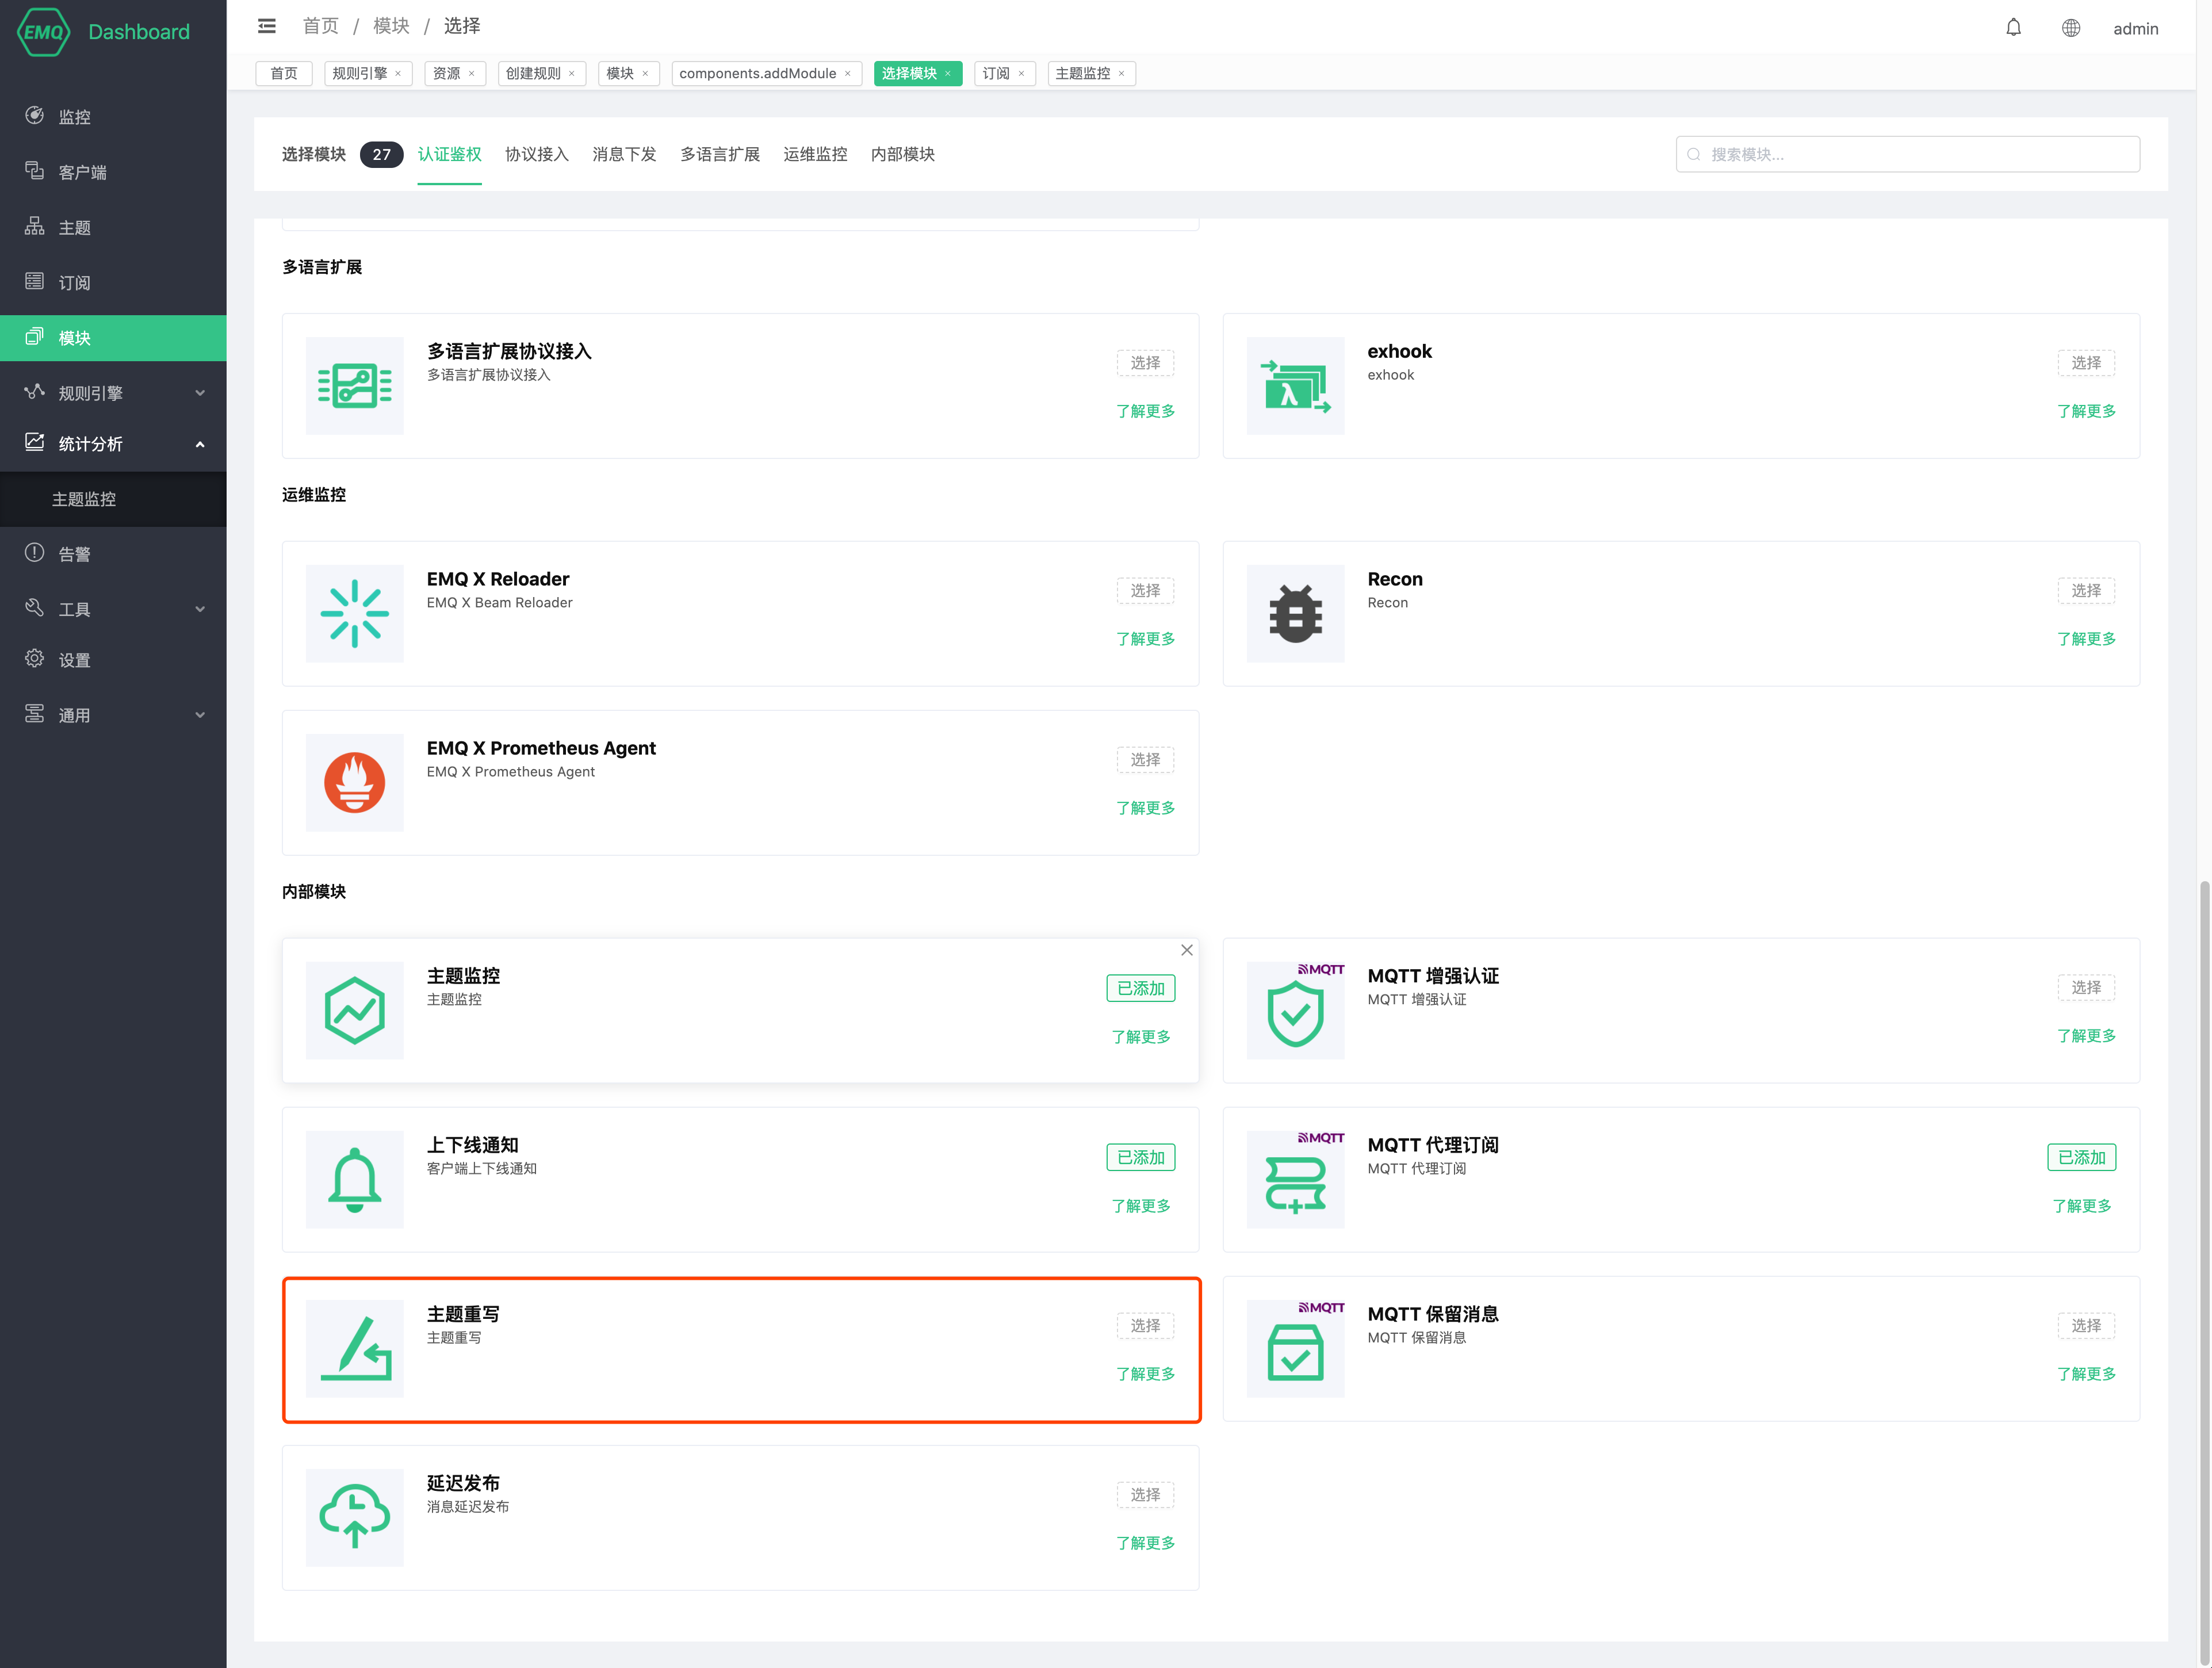 EMQ Dashboard
首页 / 模块 / 选择
admin
首页 规则引擎 × 资源 × 创建规则 × 模块 × components.addModule × 选择模块 × 订阅 × 主题监控 ×
监控
客户端
主题
订阅
模块
规则引擎
统计分析
主题监控
告警
工具
设置
通用
选择模块 27 认证鉴权 协议接入 消息下发 多语言扩展 运维监控 内部模块
搜索模块...
多语言扩展
多语言扩展协议接入
多语言扩展协议接入
选择
了解更多
exhook
exhook
选择
了解更多
运维监控
EMQ X Reloader
EMQ X Beam Reloader
选择
了解更多
Recon
Recon
选择
了解更多
EMQ X Prometheus Agent
EMQ X Prometheus Agent
选择
了解更多
内部模块
主题监控
主题监控
已添加
了解更多
MQTT
MQTT 增强认证
MQTT 增强认证
选择
了解更多
上下线通知
客户端上下线通知
已添加
了解更多
MQTT
MQTT 代理订阅
MQTT 代理订阅
已添加
了解更多
主题重写
主题重写
选择
了解更多
MQTT
MQTT 保留消息
MQTT 保留消息
选择
了解更多
延迟发布
消息延迟发布
选择
了解更多